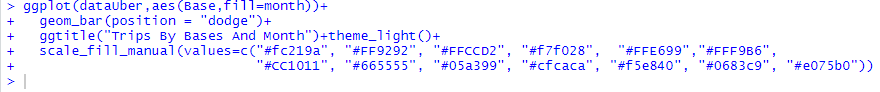 > ggplot(dataUber,aes(Base,fill=month))+
+   geom_bar(position = "dodge")+
+   ggtitle("Trips By Bases And Month")+theme_light()+
+   scale_fill_manual(values=c("#fc219a", "#FF9292", "#FFCCD2", "#f7f028",  "#FFE699","#FFF9B6",
+                              "#CC1011", "#665555", "#05a399", "#cfcaca", "#f5e840", "#0683c9", "#e075b0"))
>